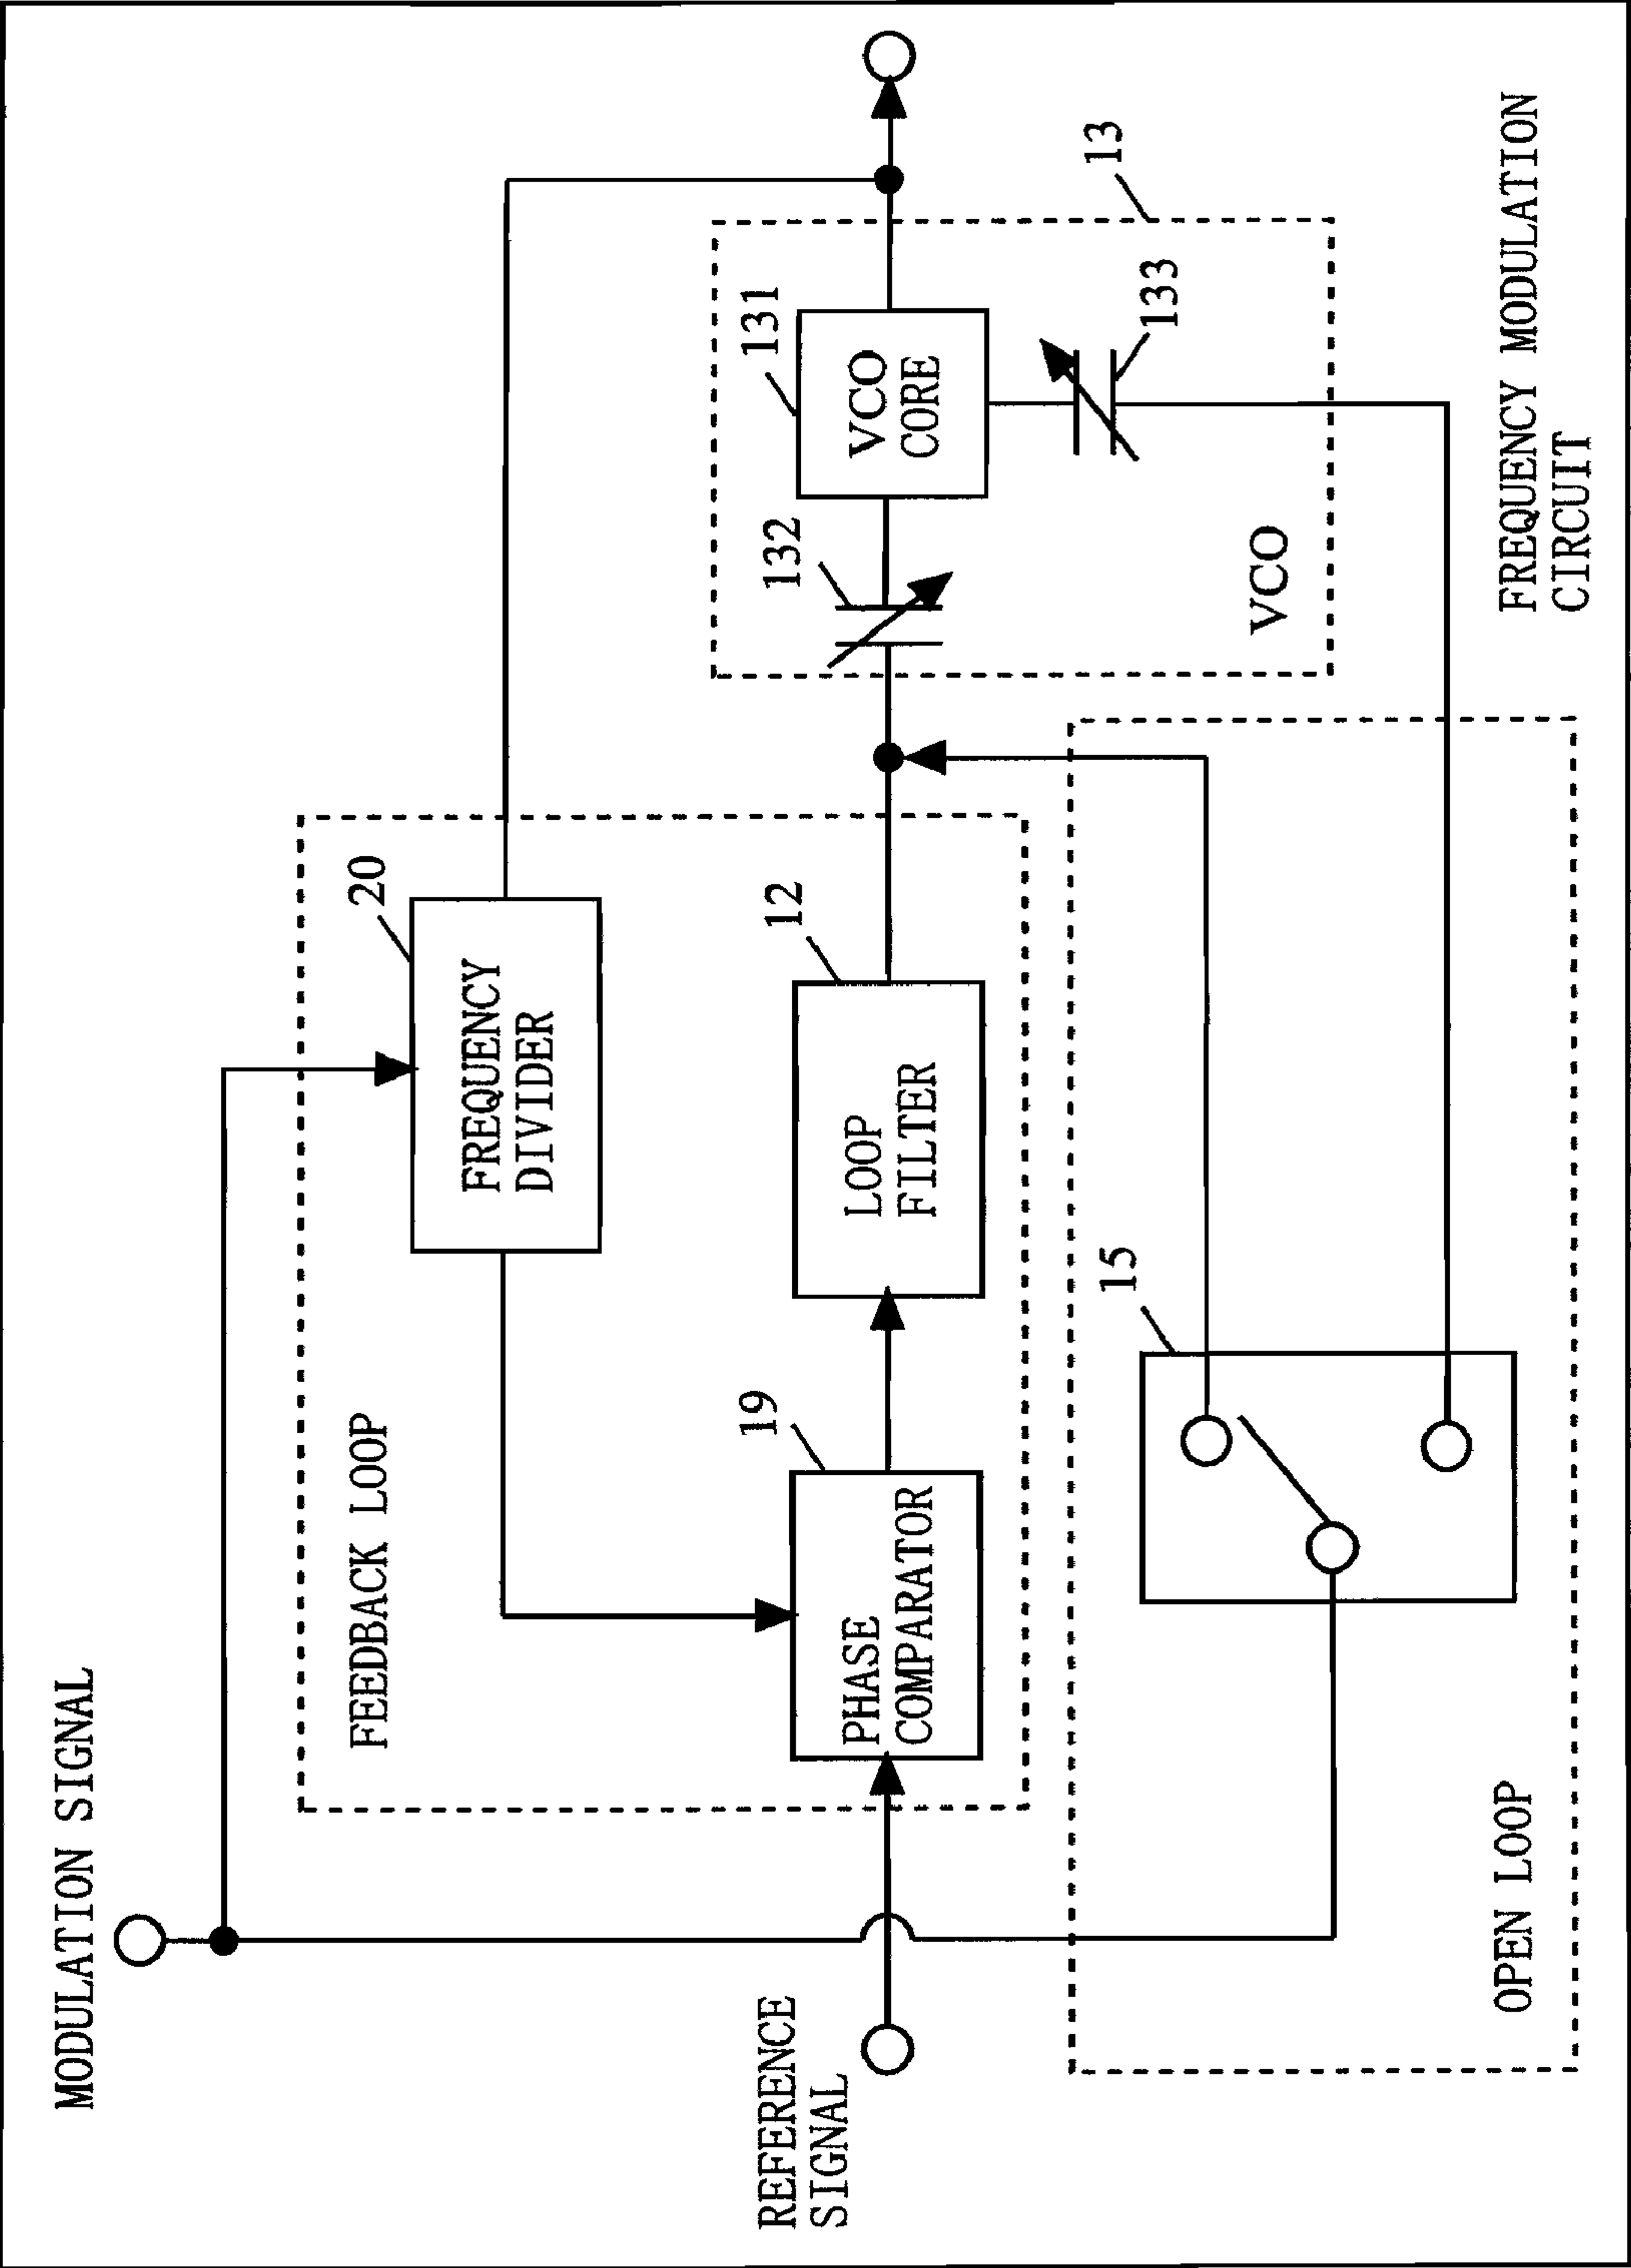 MODULATION SIGNAL
FEEDBACK LOOP
20
FREQUENCY
DIVIDER
REFERENCE
SIGNAL
19
PHASE
COMPARATOR
12
LOOP
FILTER
132
131
VCO
CORE
133
13
VCO
15
OPEN LOOP
FREQUENCY MODULATION
CIRCUIT